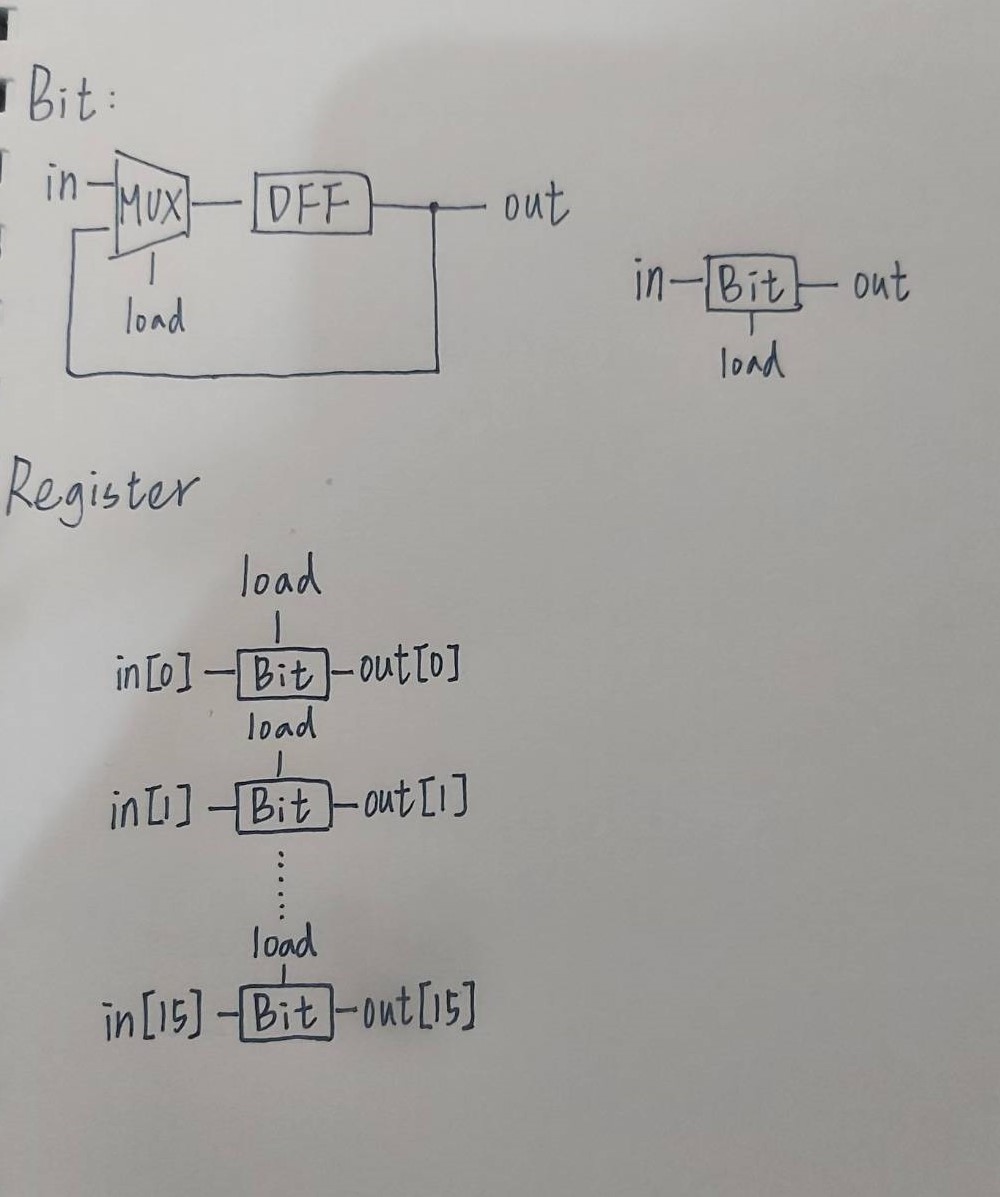 Bit:
in MUX DFF out
load
in Bit out
load
Register
load
in[0] Bit out[0]
load
in[1] Bit out[1]
......
load
in[15] Bit out[15]